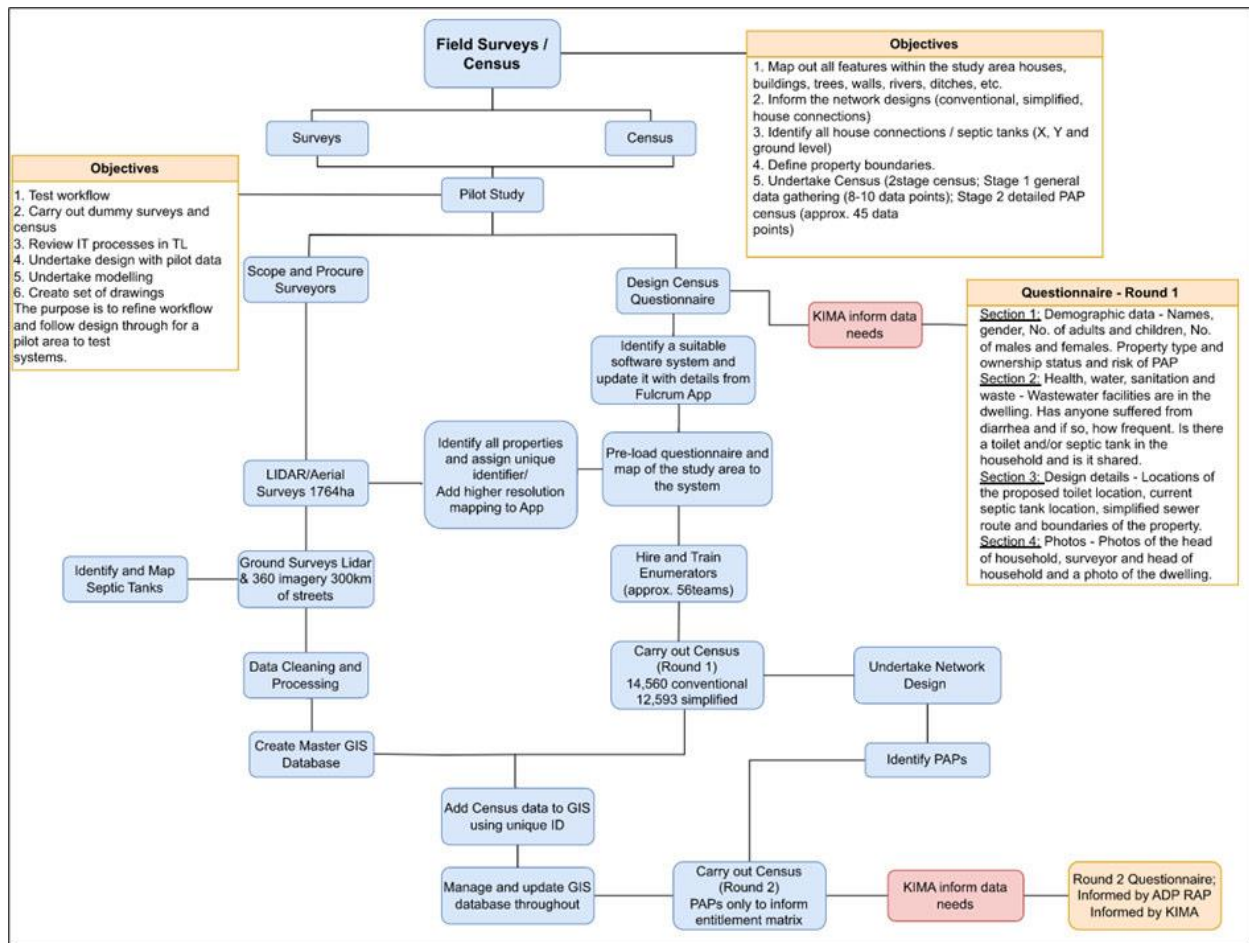 Field Surveys /
Census
Objectives
1. Map out all features within the study area houses,
buildings, trees, walls, rivers, ditches, etc.
2. Inform the network designs (conventional, simplified,
house connections)
3. Identify all house connections / septic tanks (X, Y and
ground level)
4. Define property boundaries.
5. Undertake Census (2stage census; Stage 1 general
data gathering (8-10 data points); Stage 2 detailed PAP
census (approx. 45 data
points)
Surveys
Census
Objectives
1. Test workflow
2. Carry out dummy surveys and
census
3. Review IT processes in TL
4. Undertake design with pilot data
5. Undertake modelling
6. Create set of drawings
The purpose is to refine workflow
and follow design through for a
pilot area to test
systems.
Pilot Study
Scope and Procure
Surveyors
Design Census
Questionnaire
KIMA inform data
needs
Questionnaire - Round 1
Section 1: Demographic data - Names,
gender, No. of adults and children, No.
of males and females. Property type and
ownership status and risk of PAP
Section 2: Health, water, sanitation and
waste - Wastewater facilities are in the
dwelling. Has anyone suffered from
diarrhea and if so, how frequent. Is there
a toilet and/or septic tank in the
household and is it shared.
Section 3: Design details - Locations of
the proposed toilet location, current
septic tank location, simplified sewer
route and boundaries of the property.
Section 4: Photos - Photos of the head
of household, surveyor and head of
household and a photo of the dwelling.
Identify a suitable
software system and
update it with details from
Fulcrum App
LIDAR/Aerial
Surveys 1764ha
Identify all properties
and assign unique
identifier/
Add higher resolution
mapping to App
Pre-load questionnaire and
map of the study area to
the system
Identify and Map
Septic Tanks
Ground Surveys Lidar
& 360 imagery 300km
of streets
Hire and Train
Enumerators
(approx. 56teams)
Data Cleaning and
Processing
Carry out Census
(Round 1)
14,560 conventional
12,593 simplified
Undertake Network
Design
Create Master GIS
Database
Identify PAPs
Add Census data to GIS
using unique ID
Manage and update GIS
database throughout
Carry out Census
(Round 2)
PAPs only to inform
entitlement matrix
KIMA inform data
needs
Round 2 Questionnaire;
Informed by ADP RAP
Informed by KIMA